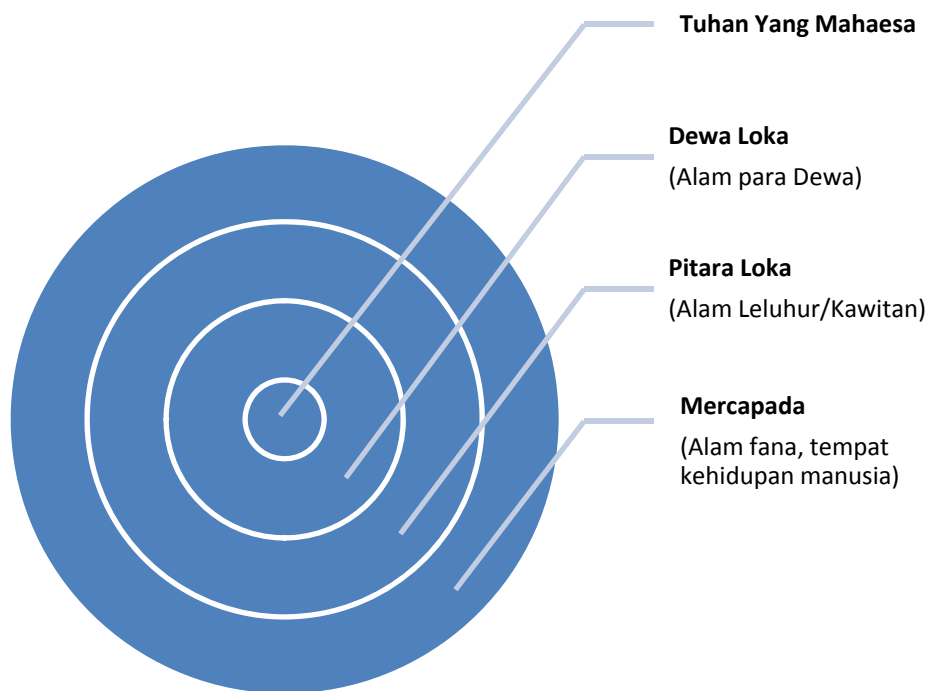 Tuhan Yang Mahaesa
Dewa Loka
(Alam para Dewa)
Pitara Loka
(Alam Leluhur/Kawitan)
Mercapada
(Alam fana, tempat
kehidupan manusia)